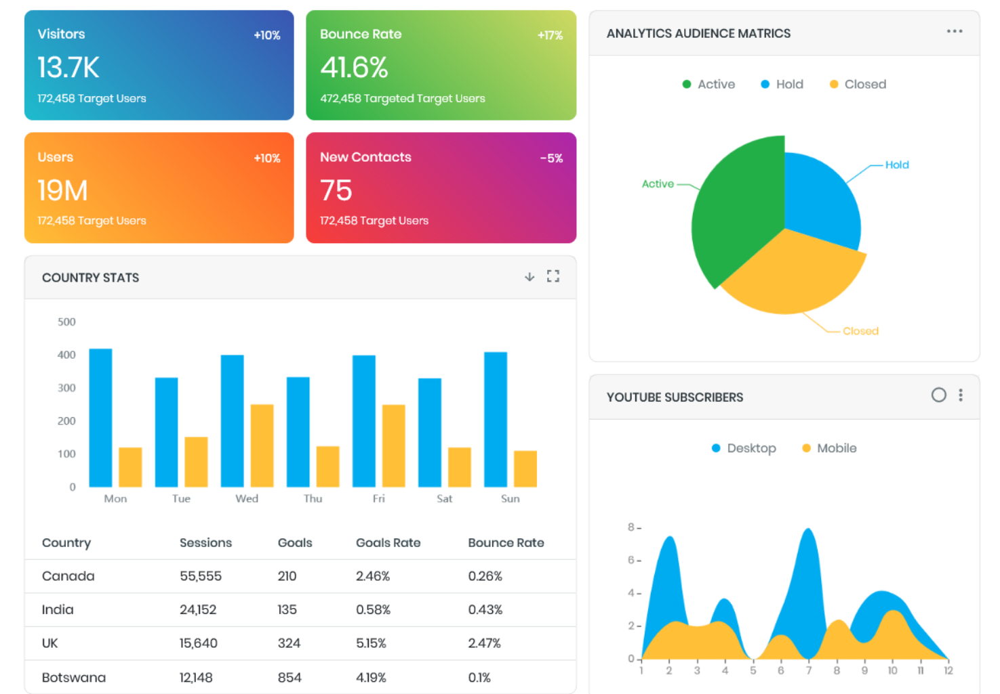 Visitors +10%
13.7K
172,458 Target Users
Bounce Rate +17%
41.6%
472,458 Targeted Target Users
Users +10%
19M
172,458 Target Users
New Contacts -5%
75
172,458 Target Users
COUNTRY STATS
500
400
300
200
100
0
Mon Tue Wed Thu Fri Sat Sun
Country Sessions Goals Goals Rate Bounce Rate
Canada 55,555 210 2.46% 0.26%
India 24,152 135 0.58% 0.43%
UK 15,640 324 5.15% 2.47%
Botswana 12,148 854 4.19% 0.1%
ANALYTICS AUDIENCE MATRICS
Active Hold Closed
Hold
Active
Closed
YOUTUBE SUBSCRIBERS
Desktop Mobile
8
6
4
2
0
1 2 3 4 5 6 7 8 9 10 11 12